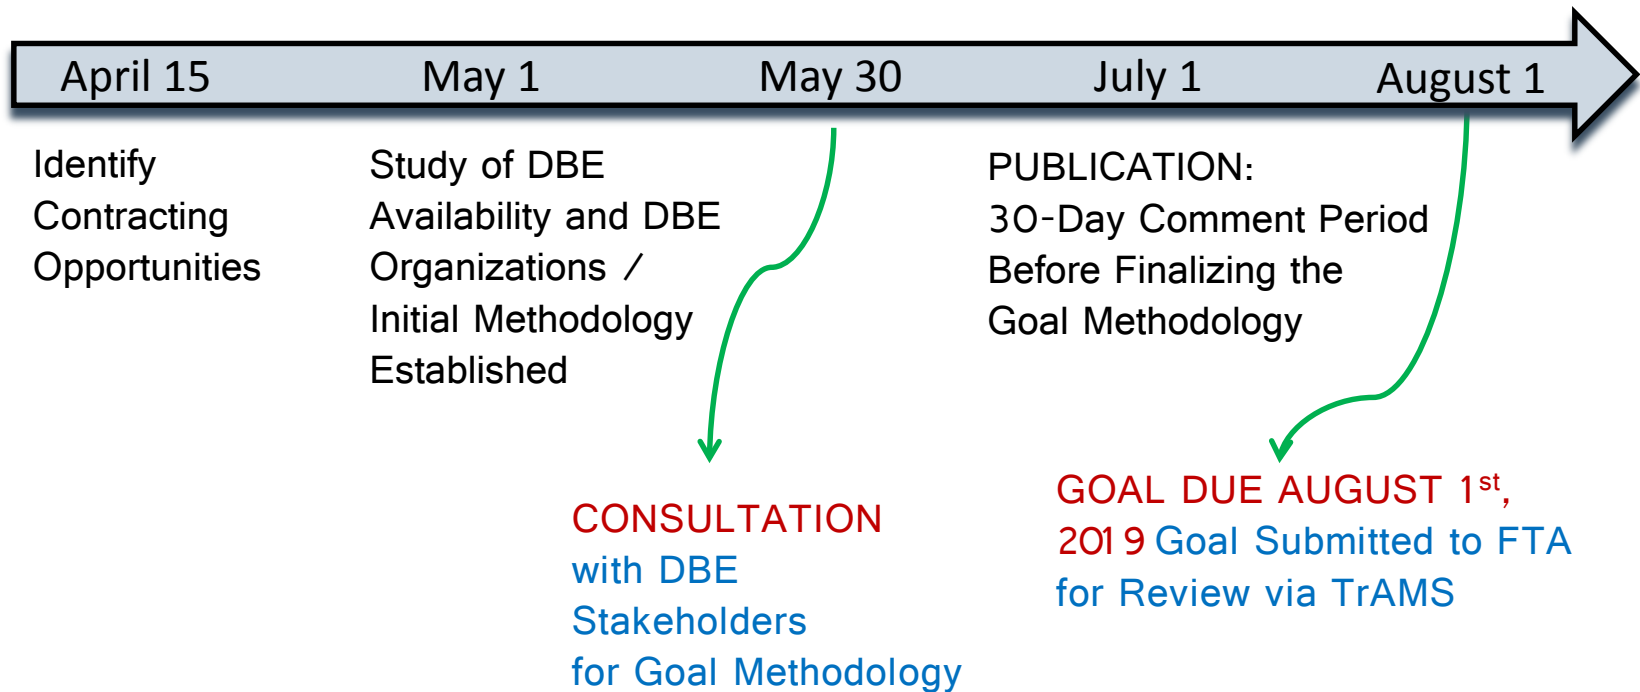 April 15 May 1 May 30 July 1 August 1
Identify
Contracting
Opportunities
Study of DBE
Availability and DBE
Organizations /
Initial Methodology
Established
PUBLICATION:
30-Day Comment Period
Before Finalizing the
Goal Methodology
CONSULTATION
with DBE
Stakeholders
for Goal Methodology
GOAL DUE AUGUST 1st,
2019 Goal Submitted to FTA
for Review via TrAMS